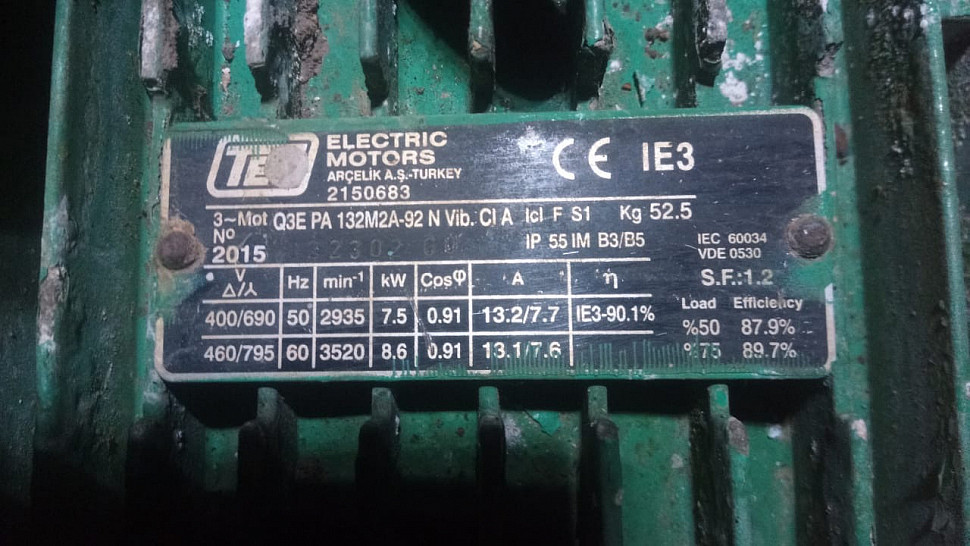 ELECTRIC
MOTORS
ARÇELİK A.Ş.-TURKEY
2150683
CE IE3
3~Mot Q3E PA 132M2A-92 N Vib. Cl A Icl F S1 Kg 52.5
Nº
2015
IP 55 IM B3/B5
IEC 60034
VDE 0530
S.F.:1.2
V Δ/⅄ Hz min⁻¹ kW Cosφ A η
400/690 50 2935 7.5 0.91 13.2/7.7 IE3-90.1%
460/795 60 3520 8.6 0.91 13.1/7.6
Load Efficiency
%50 87.9%
%75 89.7%